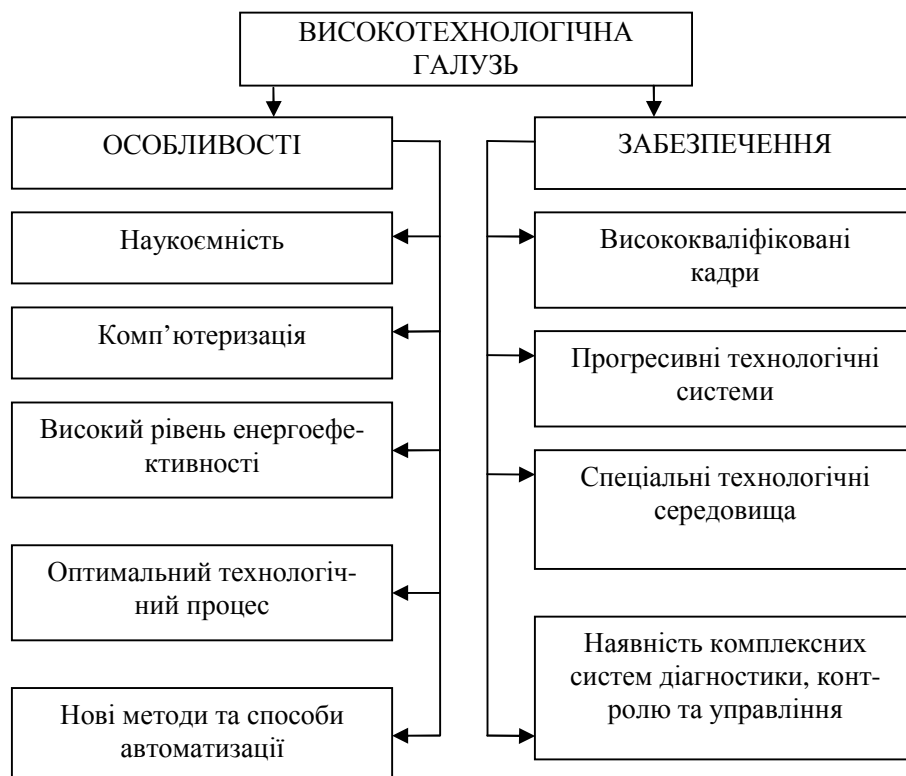 ВИСОКОТЕХНОЛОГІЧНА
ГАЛУЗЬ
ОСОБЛИВОСТІ
Наукоємність
Комп’ютеризація
Високий рівень енергоефе-
ктивності
Оптимальний технологіч-
ний процес
Нові методи та способи
автоматизації
ЗАБЕЗПЕЧЕННЯ
Висококваліфіковані
кадри
Прогресивні технологічні
системи
Спеціальні технологічні
середовища
Наявність комплексних
систем діагностики, конт-
ролю та управління